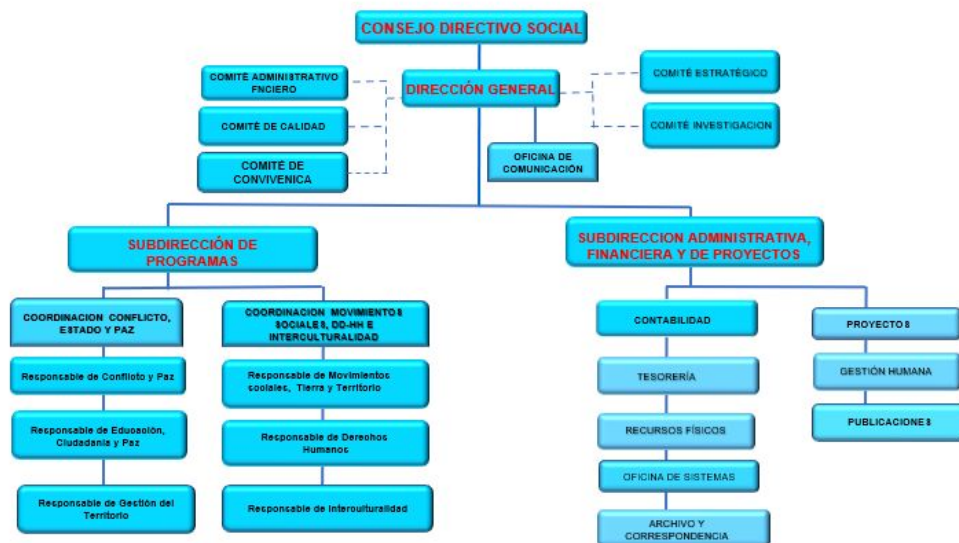 CONSEJO DIRECTIVO SOCIAL
COMITÉ ADMINISTRATIVO
FNCIERO
DIRECCIÓN GENERAL
COMITÉ ESTRATÉGICO
COMITÉ DE CALIDAD
COMITÉ INVESTIGACION
COMITÉ DE
CONVIVENICA
OFICINA DE
COMUNICACIÓN
SUBDIRECCIÓN DE
PROGRAMAS
SUBDIRECCION ADMINISTRATIVA,
FINANCIERA Y DE PROYECTOS
COORDINACION CONFLICTO,
ESTADO Y PAZ
COORDINACION MOVIMIENTOS
SOCIALES, DD-HH E
INTERCULTURALIDAD
CONTABILIDAD
PROYECTOS
Responsable de Conflicto y Paz
Responsable de Movimientos
sociales, Tierra y Territorio
TESORERÍA
GESTIÓN HUMANA
Responsable de Educación,
Ciudadania y Paz
Responsable de Derechos
Humanos
RECURSOS FÍSICOS
PUBLICACIONES
Responsable de Gestión del
Territorio
Responsable de Interculturalidad
OFICINA DE SISTEMAS
ARCHIVO Y
CORRESPONDENCIA